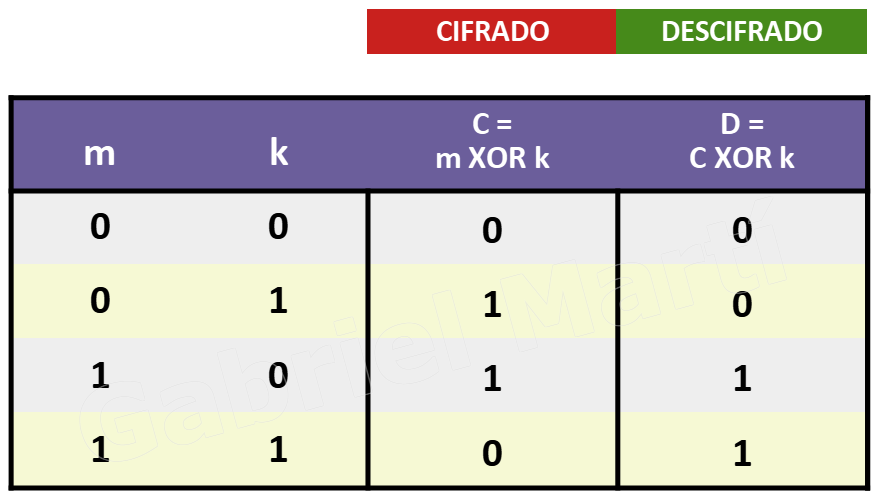 CIFRADO DESCIFRADO
m k C = m XOR k D = C XOR k
0 0 0 0
0 1 1 0
1 0 1 1
1 1 0 1
Gabriel Martí